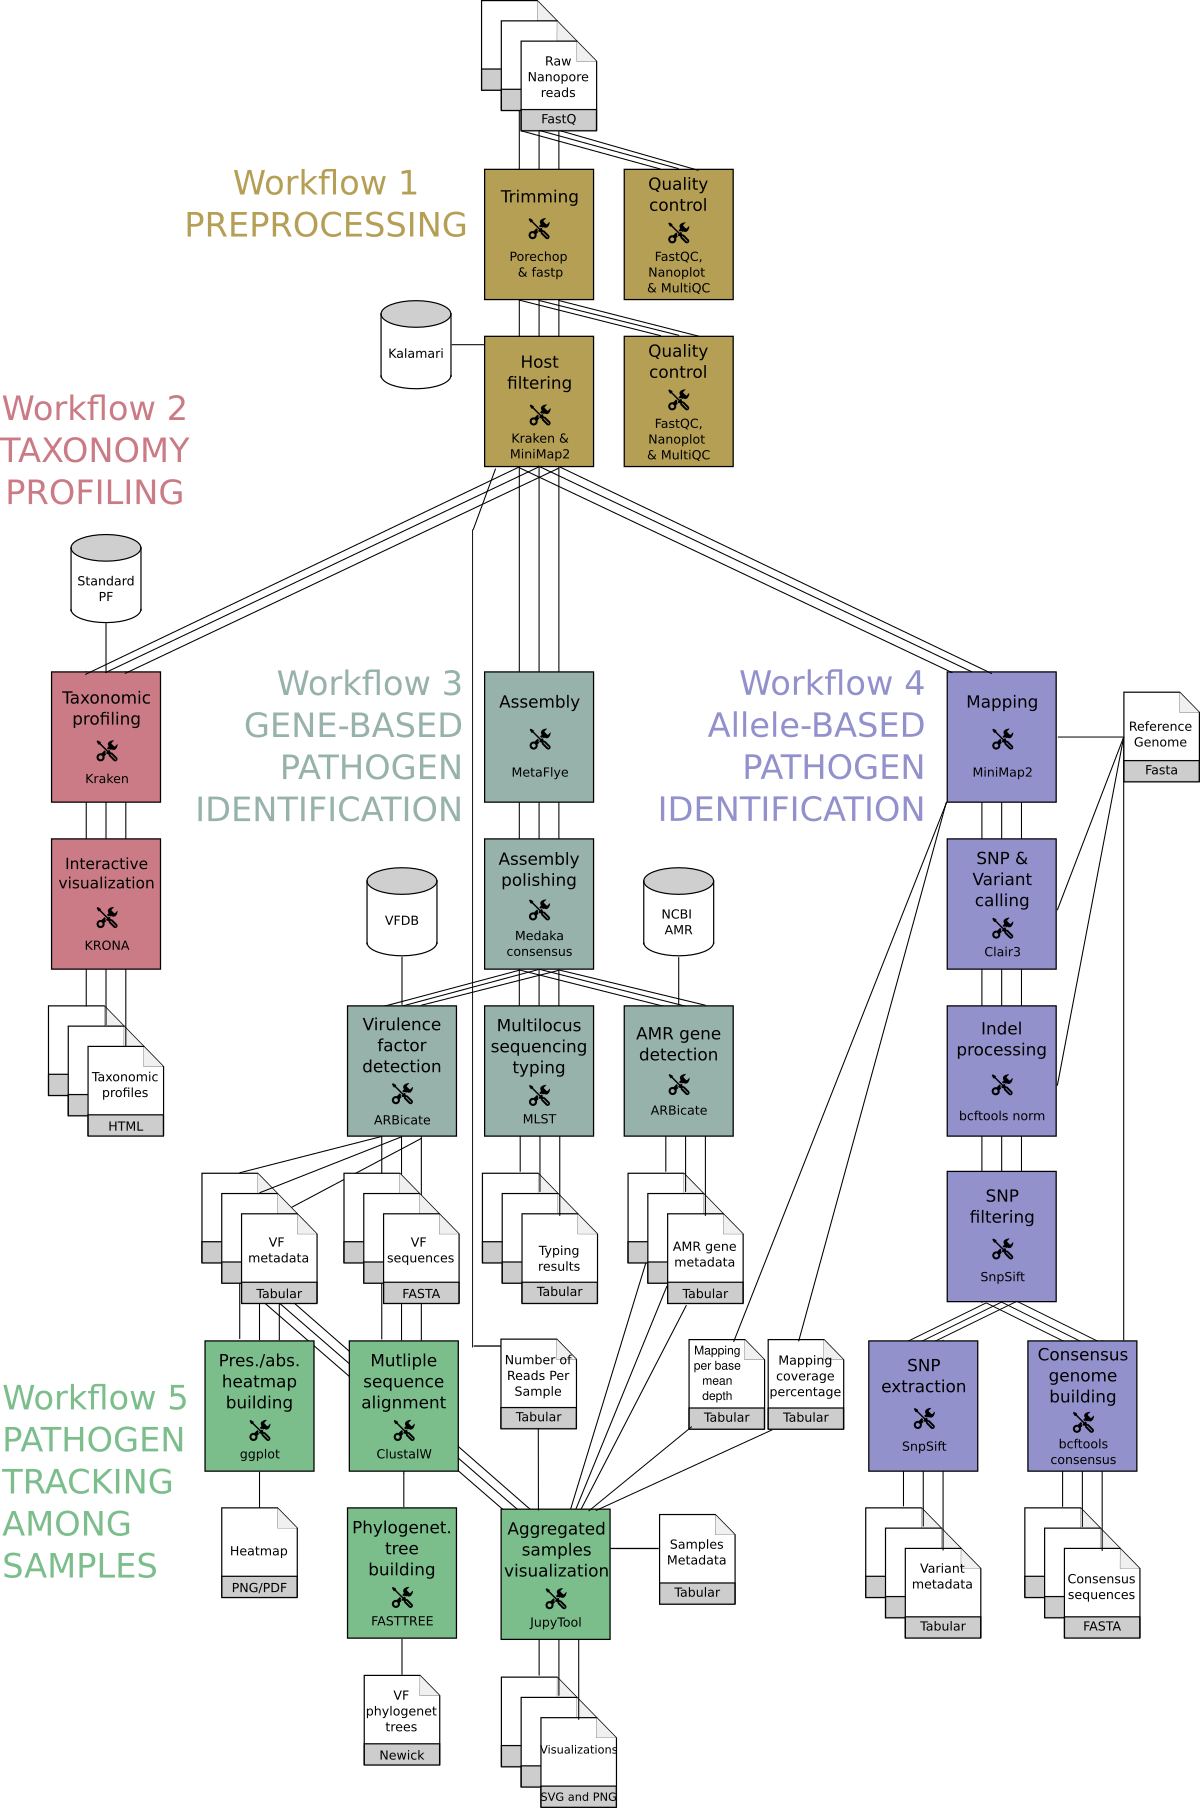 Raw
Nanopore
reads
FastQ
Workflow 1
PREPROCESSING
Trimming
Porechop
& fastp
Quality
control
FastQC,
Nanoplot
& MultiQC
Kalamari
Host
filtering
Kraken &
MiniMap2
Quality
control
FastQC,
Nanoplot
& MultiQC
Workflow 2
TAXONOMY
PROFILING
Standard
PF
Taxonomic
profiling
Kraken
Interactive
visualization
KRONA
Taxonomic
profiles
HTML
Workflow 3
GENE-BASED
PATHOGEN
IDENTIFICATION
Assembly
MetaFlye
Assembly
polishing
Medaka
consensus
VFDB
NCBI
AMR
Virulence
factor
detection
ARBicate
Multilocus
sequencing
typing
MLST
AMR gene
detection
ARBicate
VF
metadata
Tabular
VF
sequences
FASTA
Typing
results
Tabular
AMR gene
metadata
Tabular
Workflow 4
Allele-BASED
PATHOGEN
IDENTIFICATION
Mapping
MiniMap2
Reference
Genome
Fasta
SNP &
Variant
calling
Clair3
Indel
processing
bcftools norm
SNP
filtering
SnpSift
SNP
extraction
SnpSift
Consensus
genome
building
bcftools
consensus
Variant
metadata
Tabular
Consensus
sequences
FASTA
Number of
Reads Per
Sample
Tabular
Mapping
per base
mean
depth
Tabular
Mapping
coverage
percentage
Tabular
Workflow 5
PATHOGEN
TRACKING
AMONG
SAMPLES
Pres./abs.
heatmap
building
ggplot
Mutliple
sequence
alignment
ClustalW
Heatmap
PNG/PDF
Phylogenet.
tree
building
FASTTREE
Aggregated
samples
visualization
JupyTool
Samples
Metadata
Tabular
VF
phylogenet
trees
Newick
Visualizations
SVG and PNG